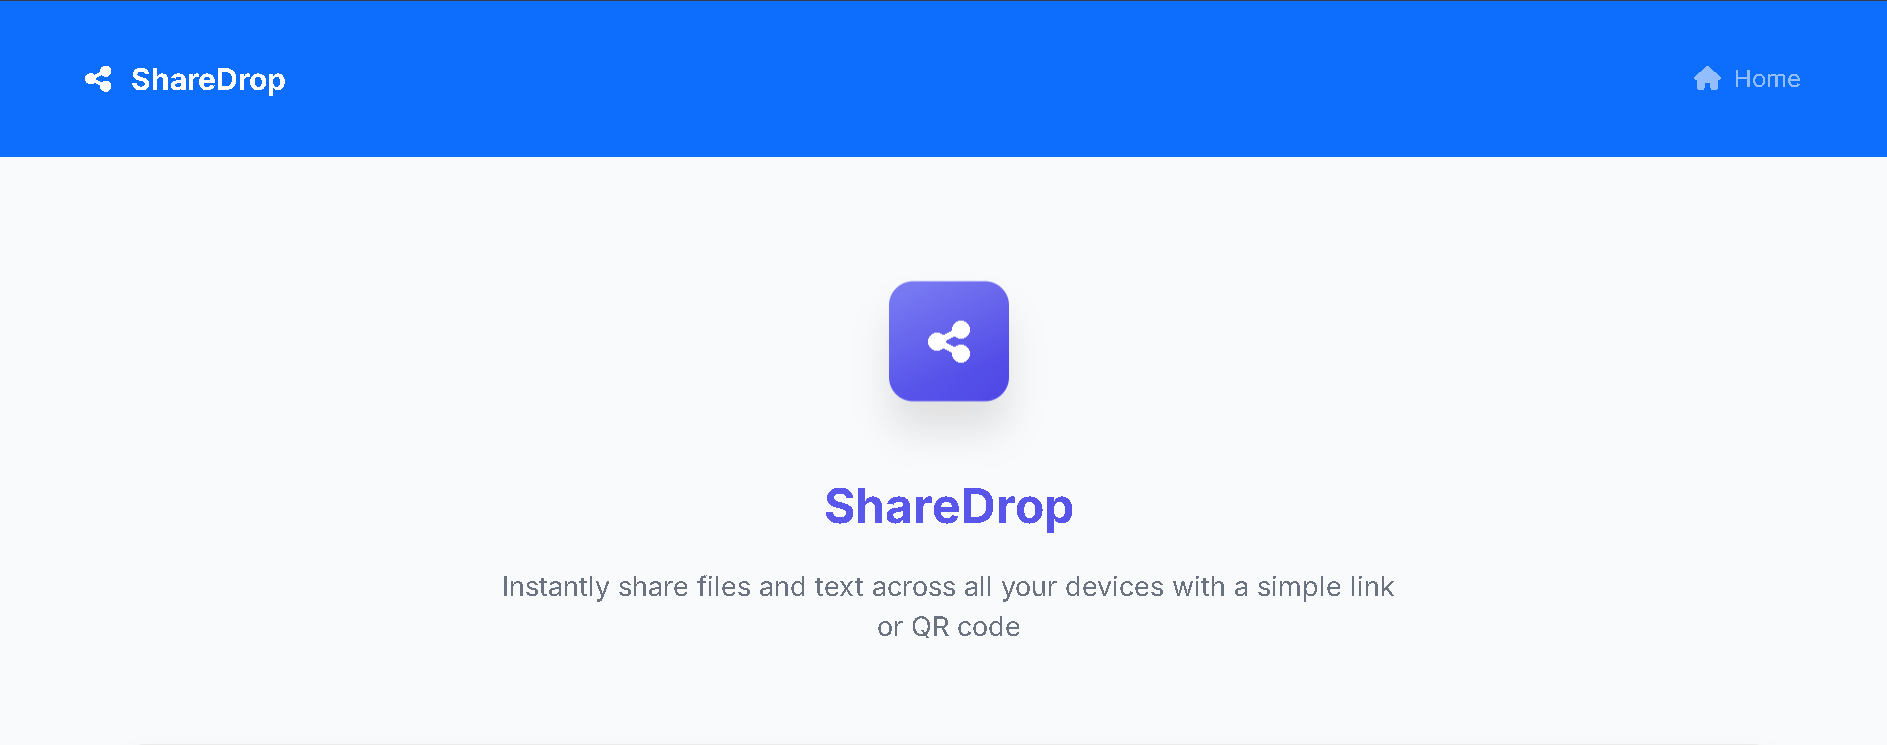 ShareDrop
Home
ShareDrop
Instantly share files and text across all your devices with a simple link
or QR code